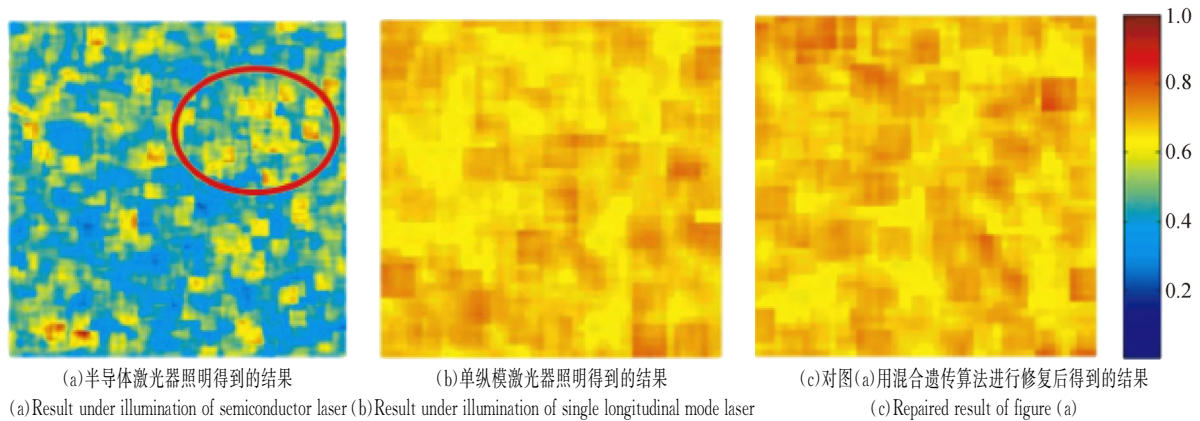 1.0
0.8
0.6
0.4
0.2
(a)半导体激光器照明得到的结果
(b)单纵模激光器照明得到的结果
(c)对图(a)用混合遗传算法进行修复后得到的结果
(a)Result under illumination of semiconductor laser
(b)Result under illumination of single longitudinal mode laser
(c)Repaired result of figure (a)